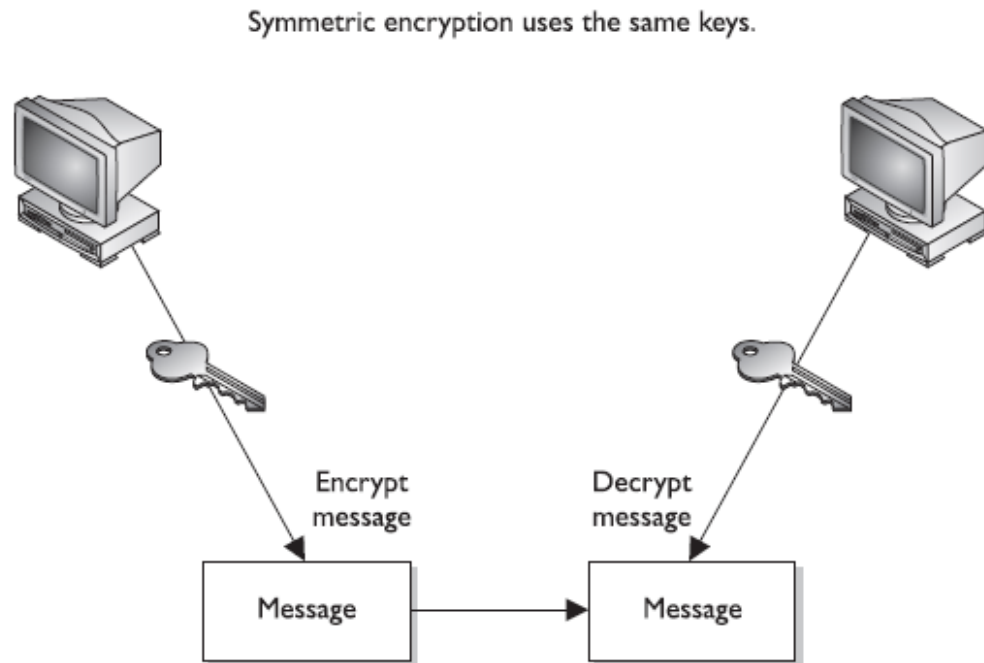 Symmetric encryption uses the same keys.
Encrypt
message
Decrypt
message
Message
Message